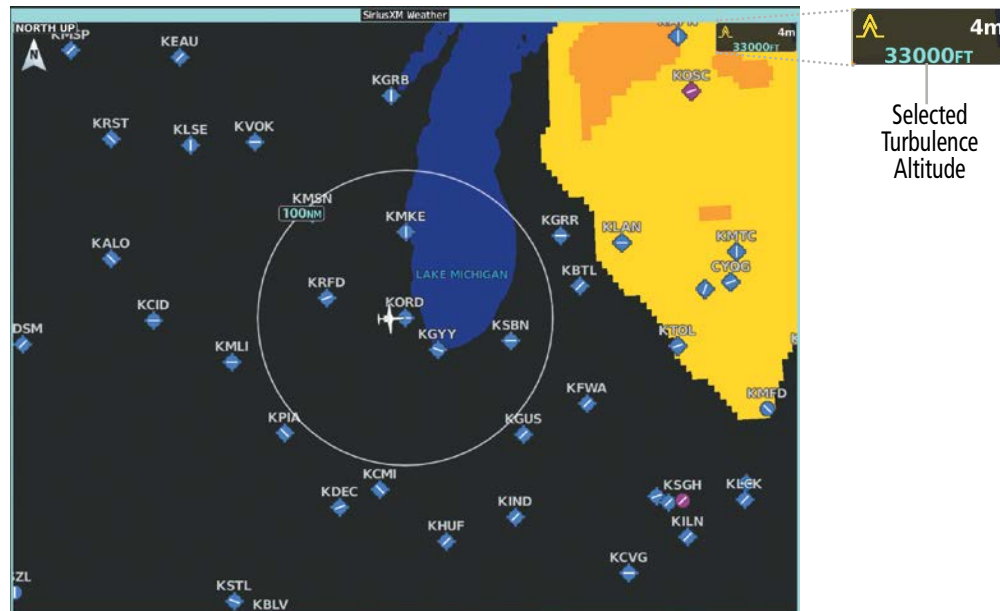 SiriusXM Weather
NORTH UP
N
KMSP
KEAU
KGRB
4m
33000FT
4m
33000FT
Selected
Turbulence
Altitude
KOSC
KRST
KLSE
KVOK
KMSN
100NM
KMKE
KGRR
KLAN
KMTC
KALO
KBTL
CYQG
LAKE MICHIGAN
KRFD
KCID
KORD
DSM
KMLI
KGYY
KSBN
KTOL
KFWA
KMFD
KPIA
KGUS
KCMI
KDEC
KIND
KSGH
KLCK
KHUF
KILN
KCVG
SZL
KSTL
KBLV